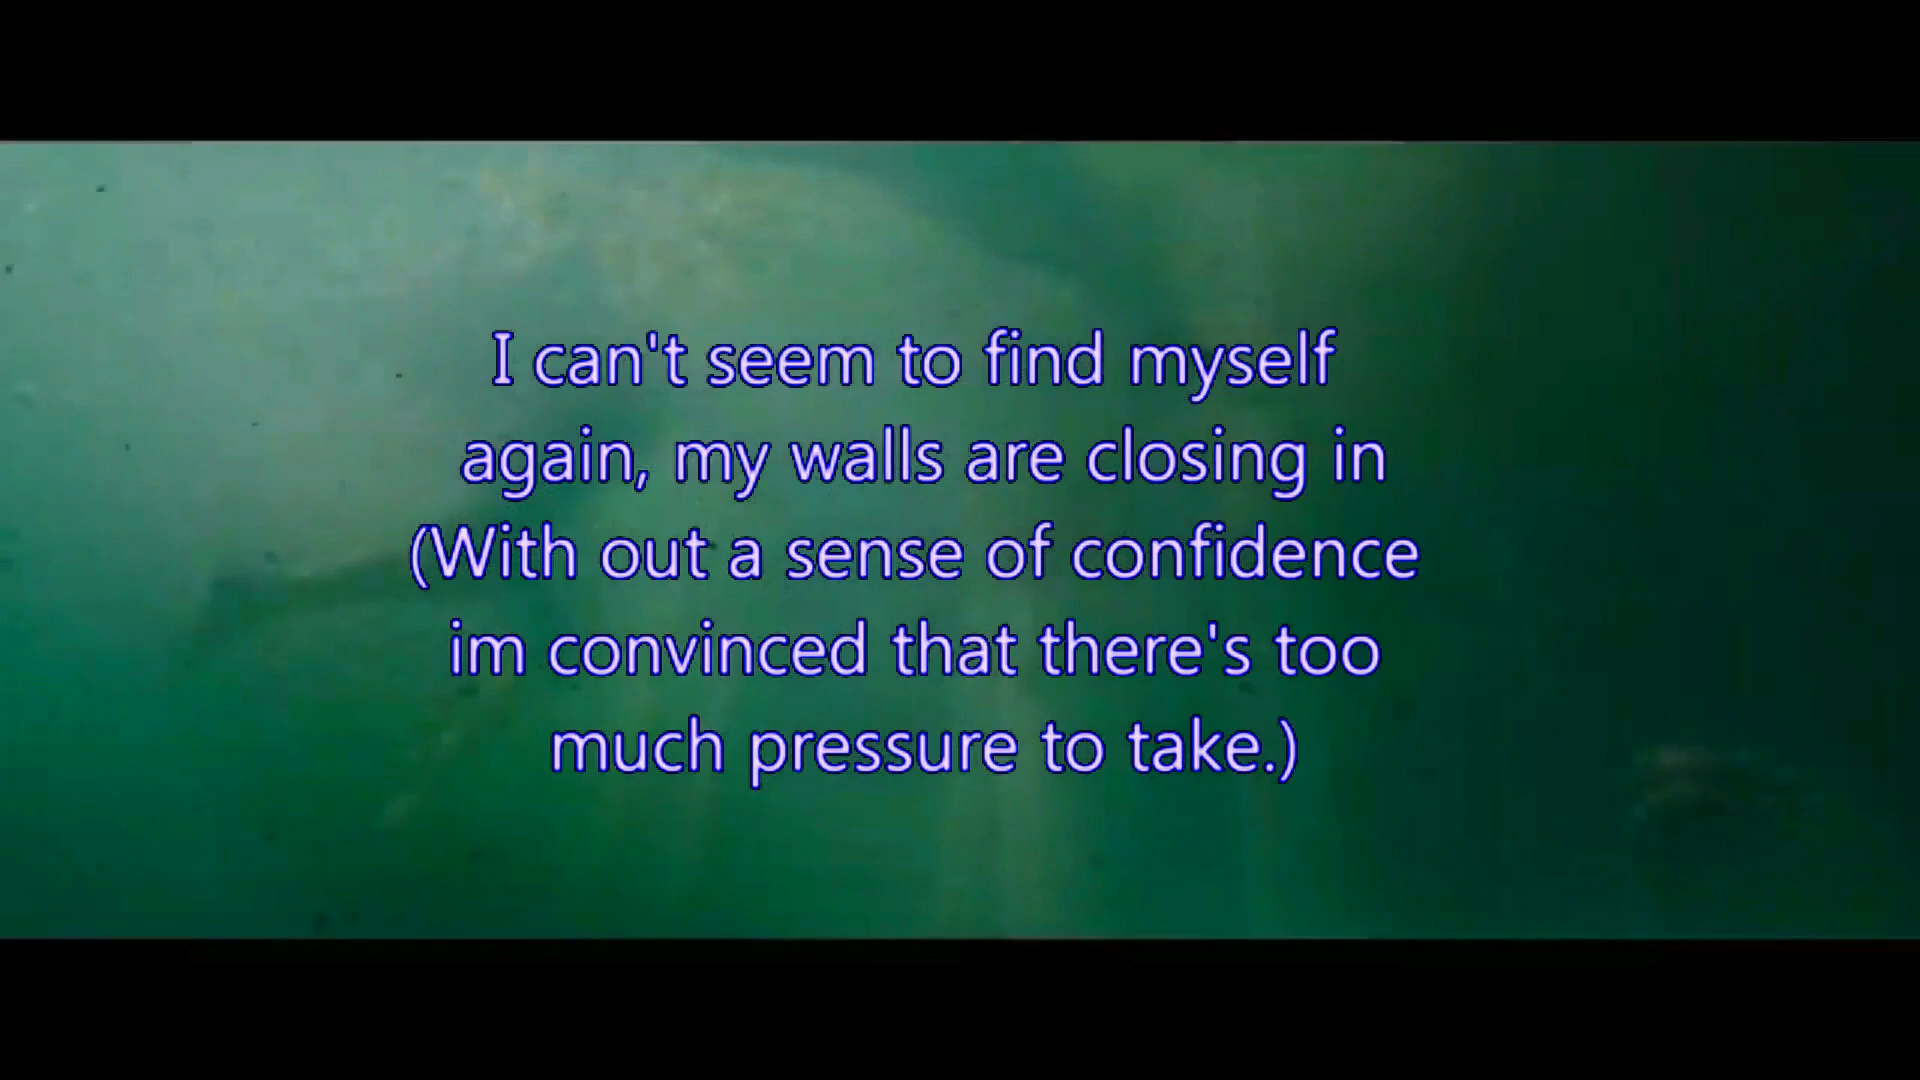 I can't seem to find myself
again, my walls are closing in
(With out a sense of confidence
im convinced that there's too
much pressure to take.)